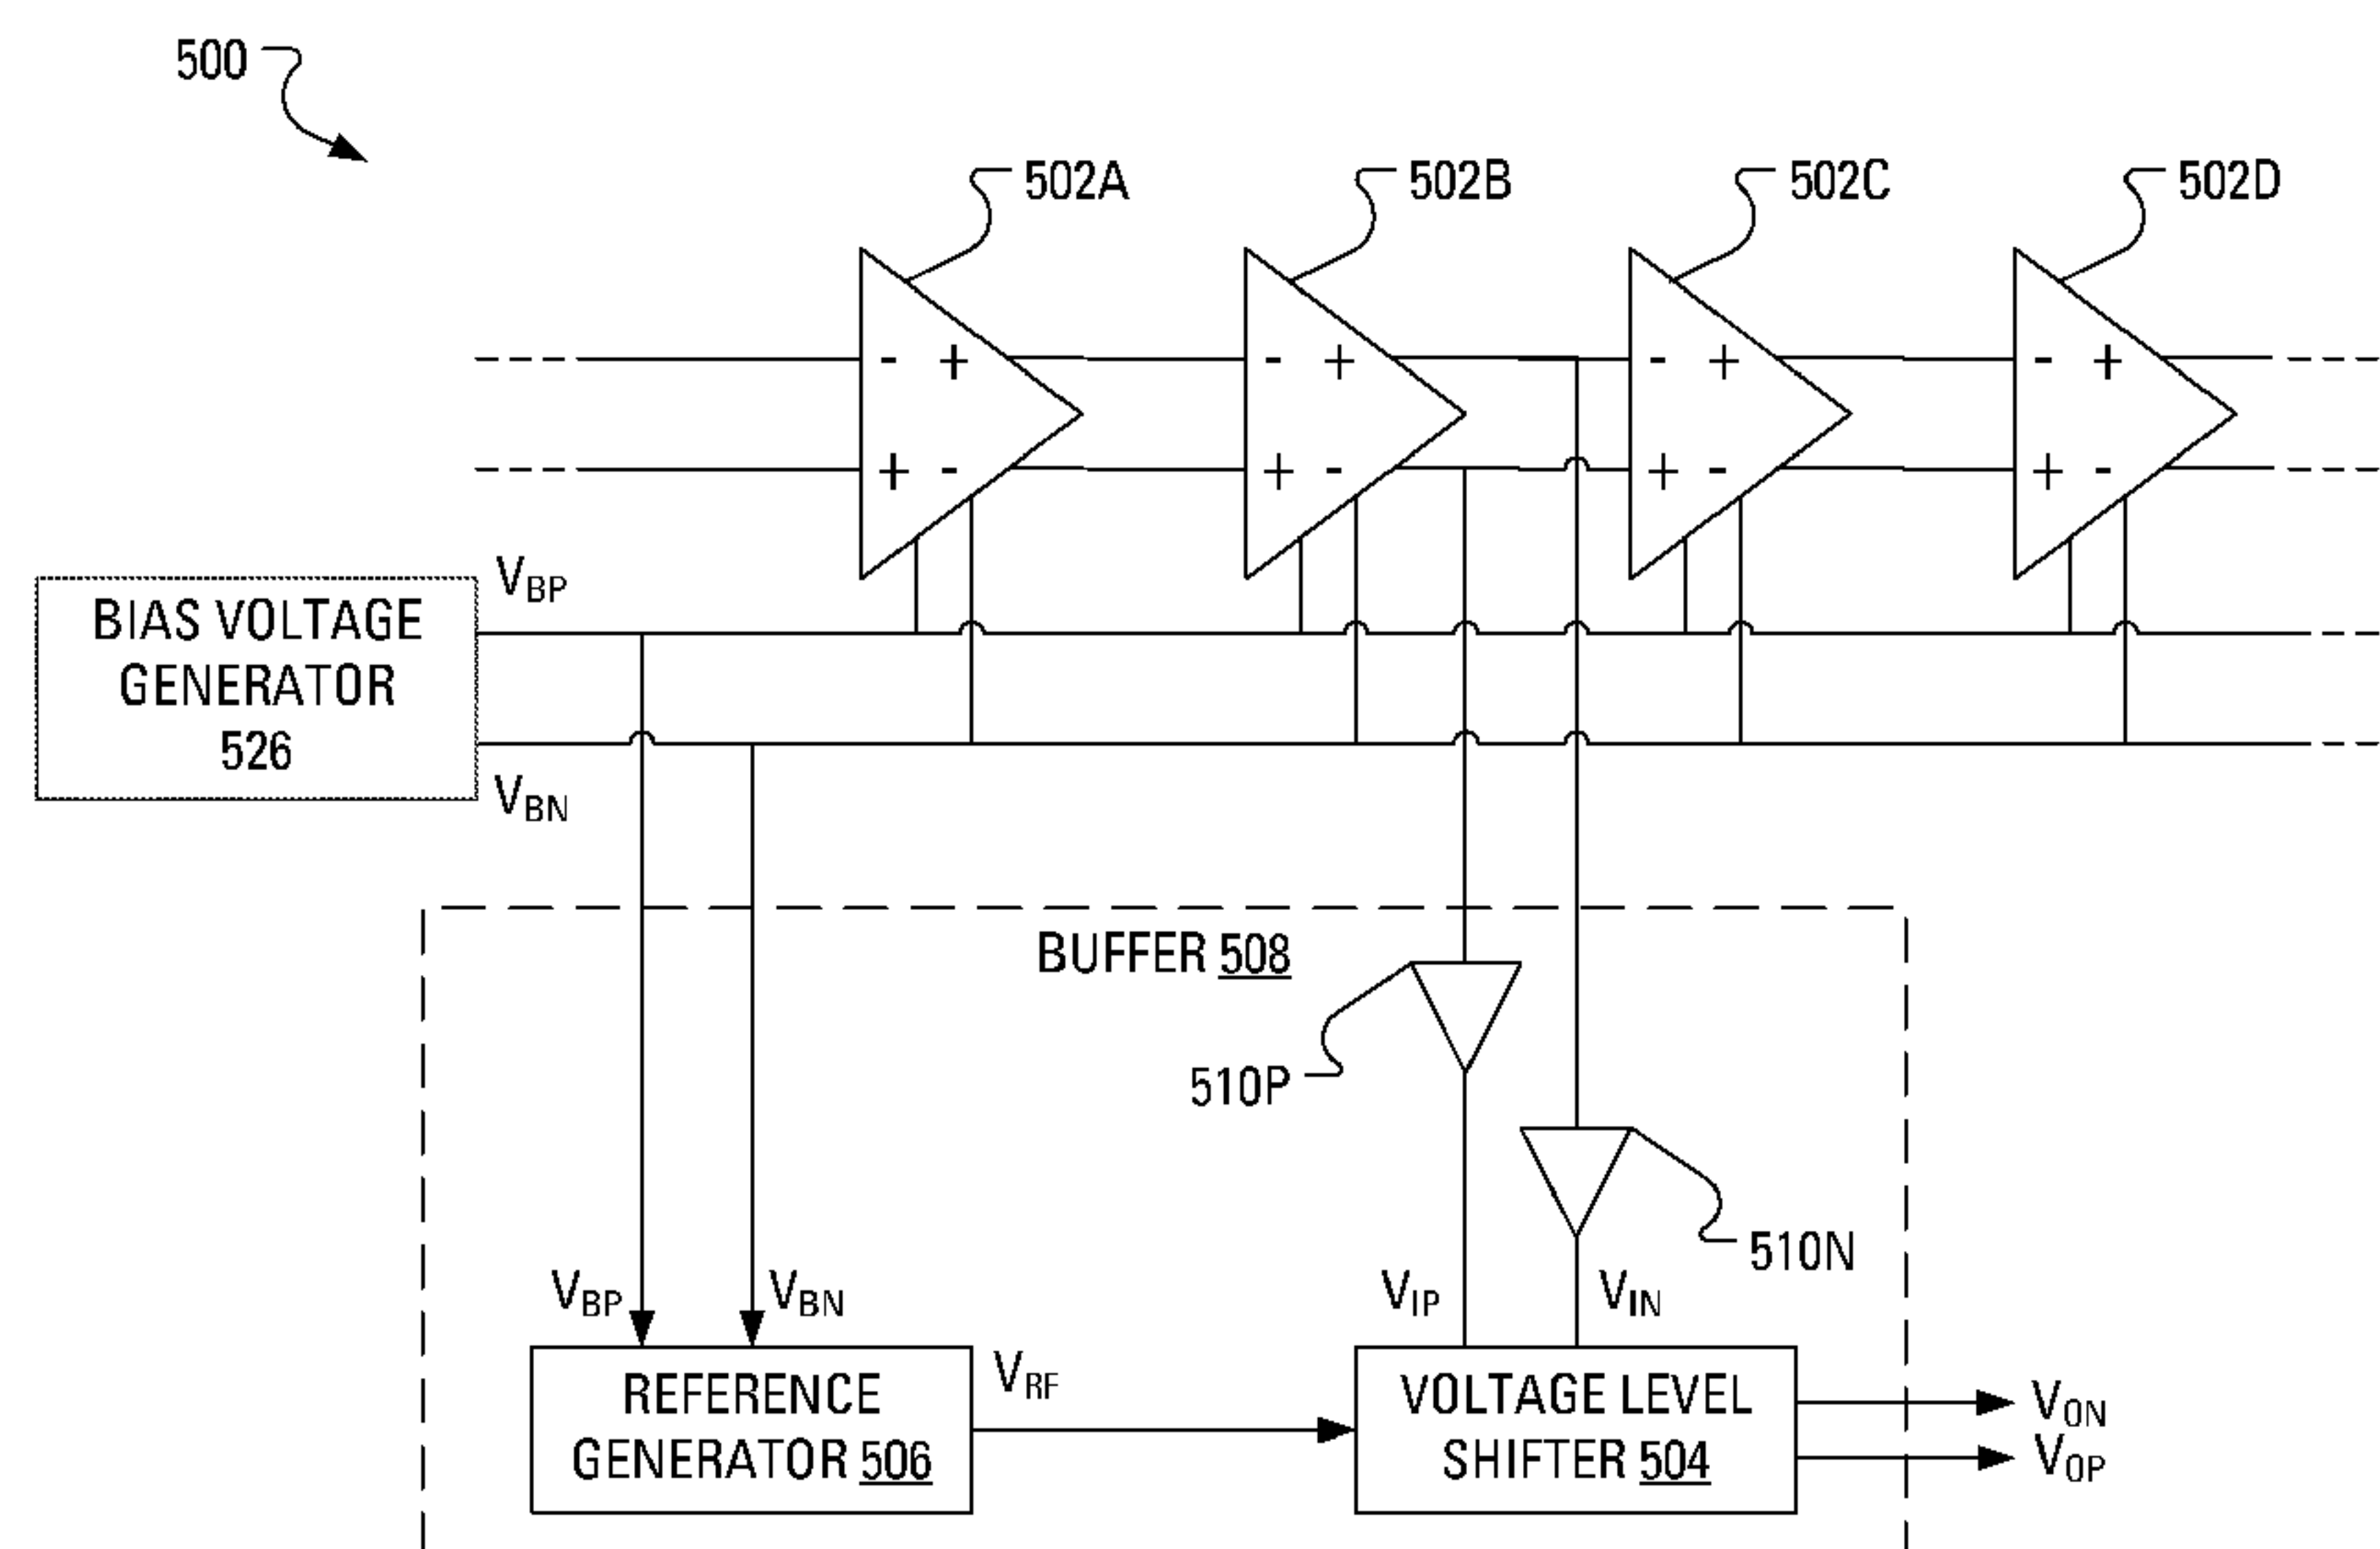 500
502A
502B
502C
502D
- +
- +
- +
- +
+ -
+ -
+ -
+ -
VBP
BIAS VOLTAGE
GENERATOR
526
VBN
BUFFER 508
510P
510N
VBP
VBN
VIP
VIN
REFERENCE
GENERATOR 506
VRF
VOLTAGE LEVEL
SHIFTER 504
VON
VOP